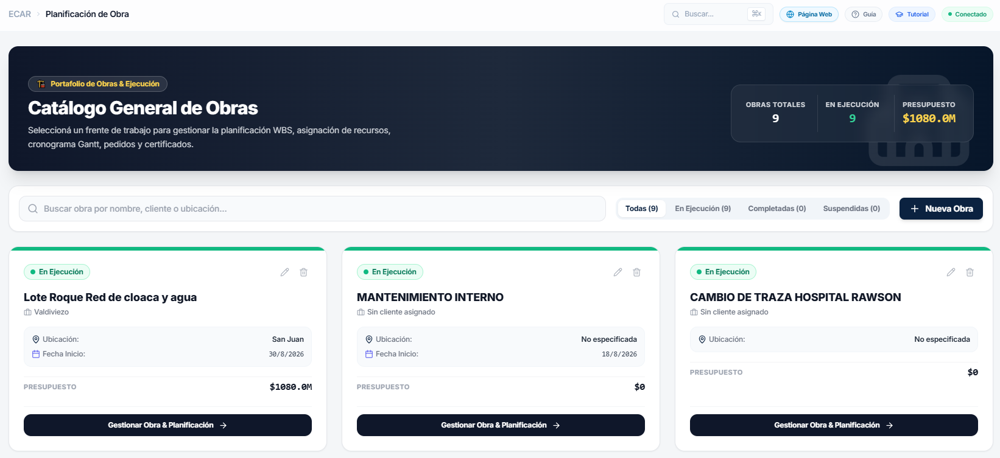 ECAR > Planificación de Obra
Buscar... ⌘K Página Web Guía Tutorial Conectado
Portafolio de Obras & Ejecución
Catálogo General de Obras
Seleccioná un frente de trabajo para gestionar la planificación WBS, asignación de recursos,
cronograma Gantt, pedidos y certificados.
OBRAS TOTALES EN EJECUCIÓN PRESUPUESTO
9 9 $1080.0M
Buscar obra por nombre, cliente o ubicación...
Todas (9) En Ejecución (9) Completadas (0) Suspendidas (0)
+ Nueva Obra
En Ejecución
Lote Roque Red de cloaca y agua
Valdiviezo
Ubicación: San Juan
Fecha Inicio: 30/8/2026
PRESUPUESTO $1080.0M
Gestionar Obra & Planificación →
En Ejecución
MANTENIMIENTO INTERNO
Sin cliente asignado
Ubicación: No especificada
Fecha Inicio: 18/8/2026
PRESUPUESTO $0
Gestionar Obra & Planificación →
En Ejecución
CAMBIO DE TRAZA HOSPITAL RAWSON
Sin cliente asignado
Ubicación: No especificada
PRESUPUESTO $0
Gestionar Obra & Planificación →